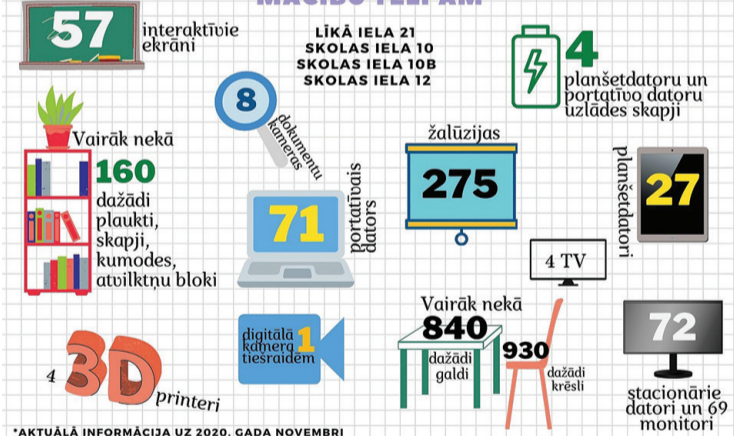 MĀCĪBU TELPĀM
LĪKĀ IELA 21
SKOLAS IELA 10
SKOLAS IELA 10B
SKOLAS IELA 12
57
interaktīvie
ekrāni
4
planšetdatoru un
portatīvo datoru
uzlādes skapji
8
dokumentu
kameras
Vairāk nekā
160
dažādi
plaukti,
skapji,
kumodes,
atvilktņu bloki
71
portatīvais
dators
žalūzijas
275
planšetdatori
27
4 TV
4 3D
printeri
digitālā
kamera 1
tiešraidēm
Vairāk nekā
840
dažādi
galdi
930
dažādi
krēsli
72
stacionārie
datori un 69
monitori
*AKTUĀLĀ INFORMĀCIJA UZ 2020. GADA NOVEMBRI